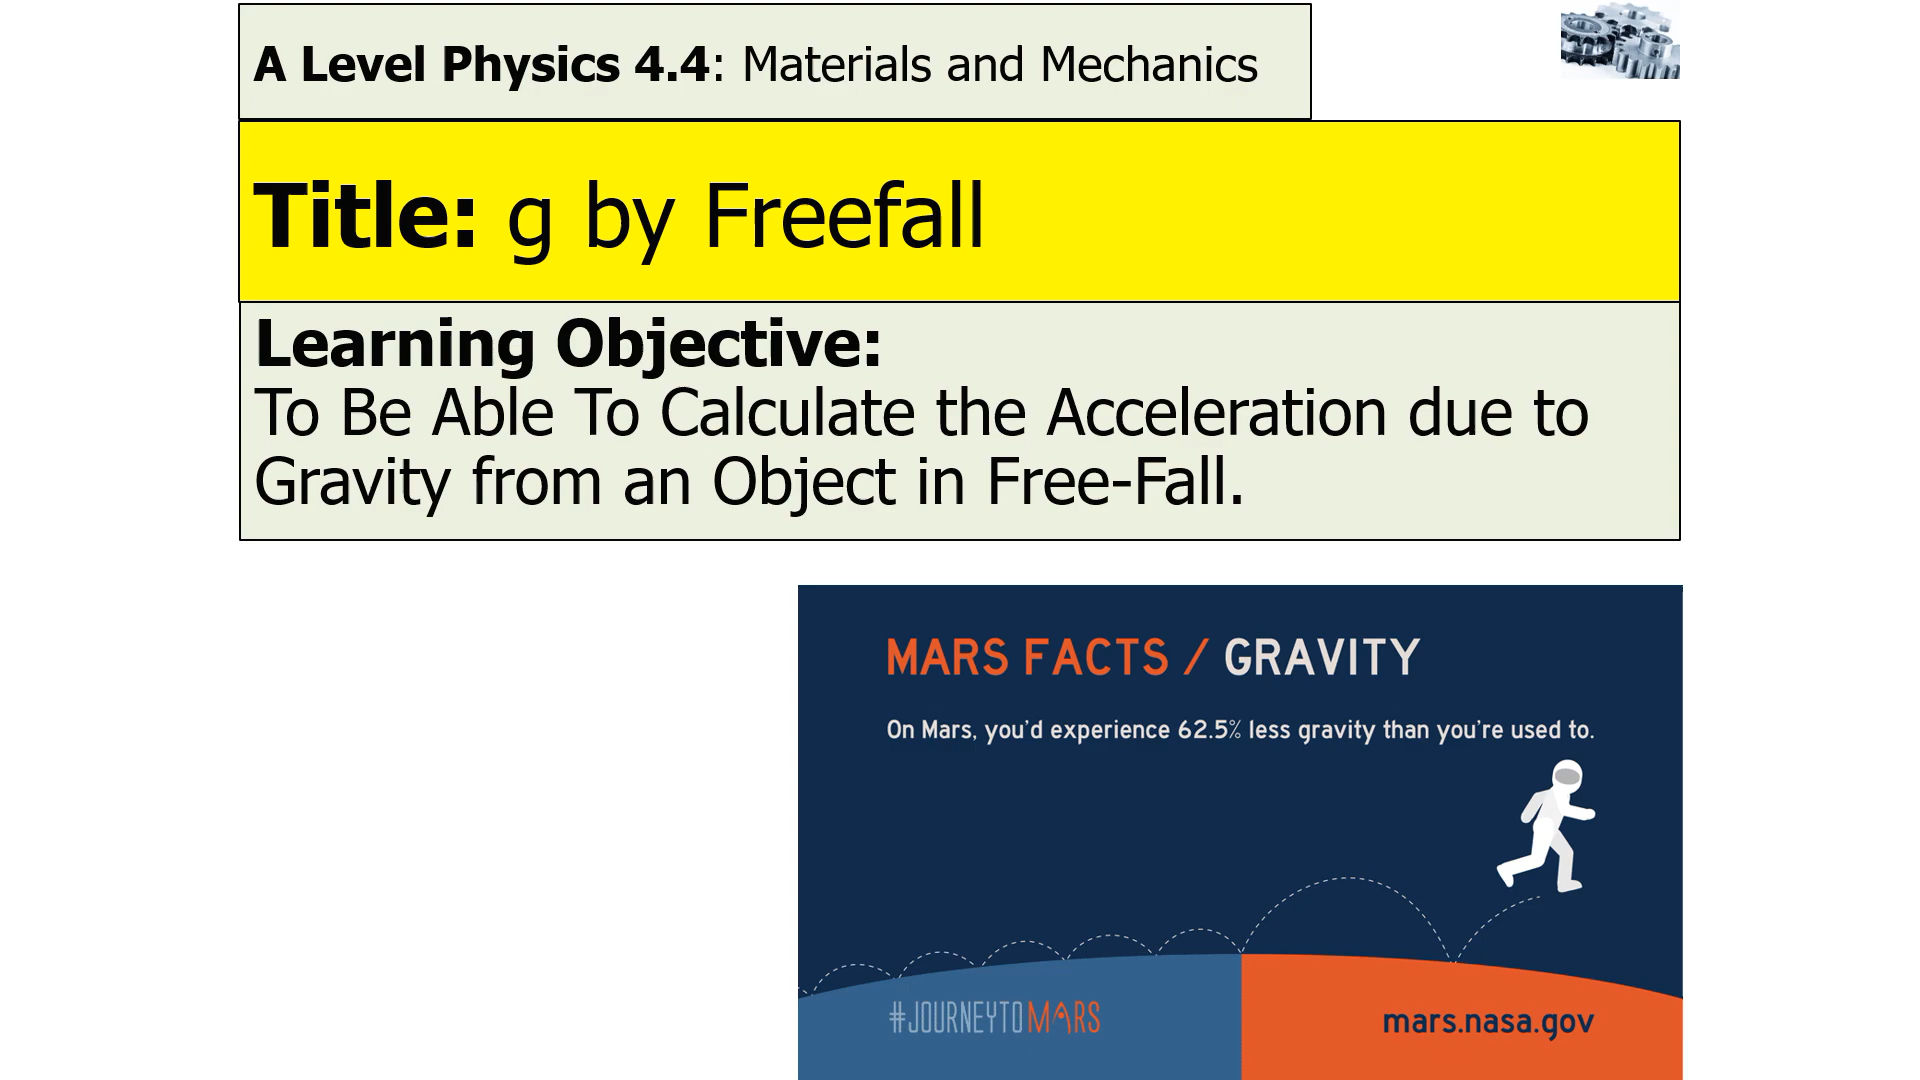 A Level Physics 4.4: Materials and Mechanics
Title: g by Freefall
Learning Objective:
To Be Able To Calculate the Acceleration due to
Gravity from an Object in Free-Fall.
MARS FACTS / GRAVITY
On Mars, you'd experience 62.5% less gravity than you're used to.
#JOURNEYTOMARS
mars.nasa.gov